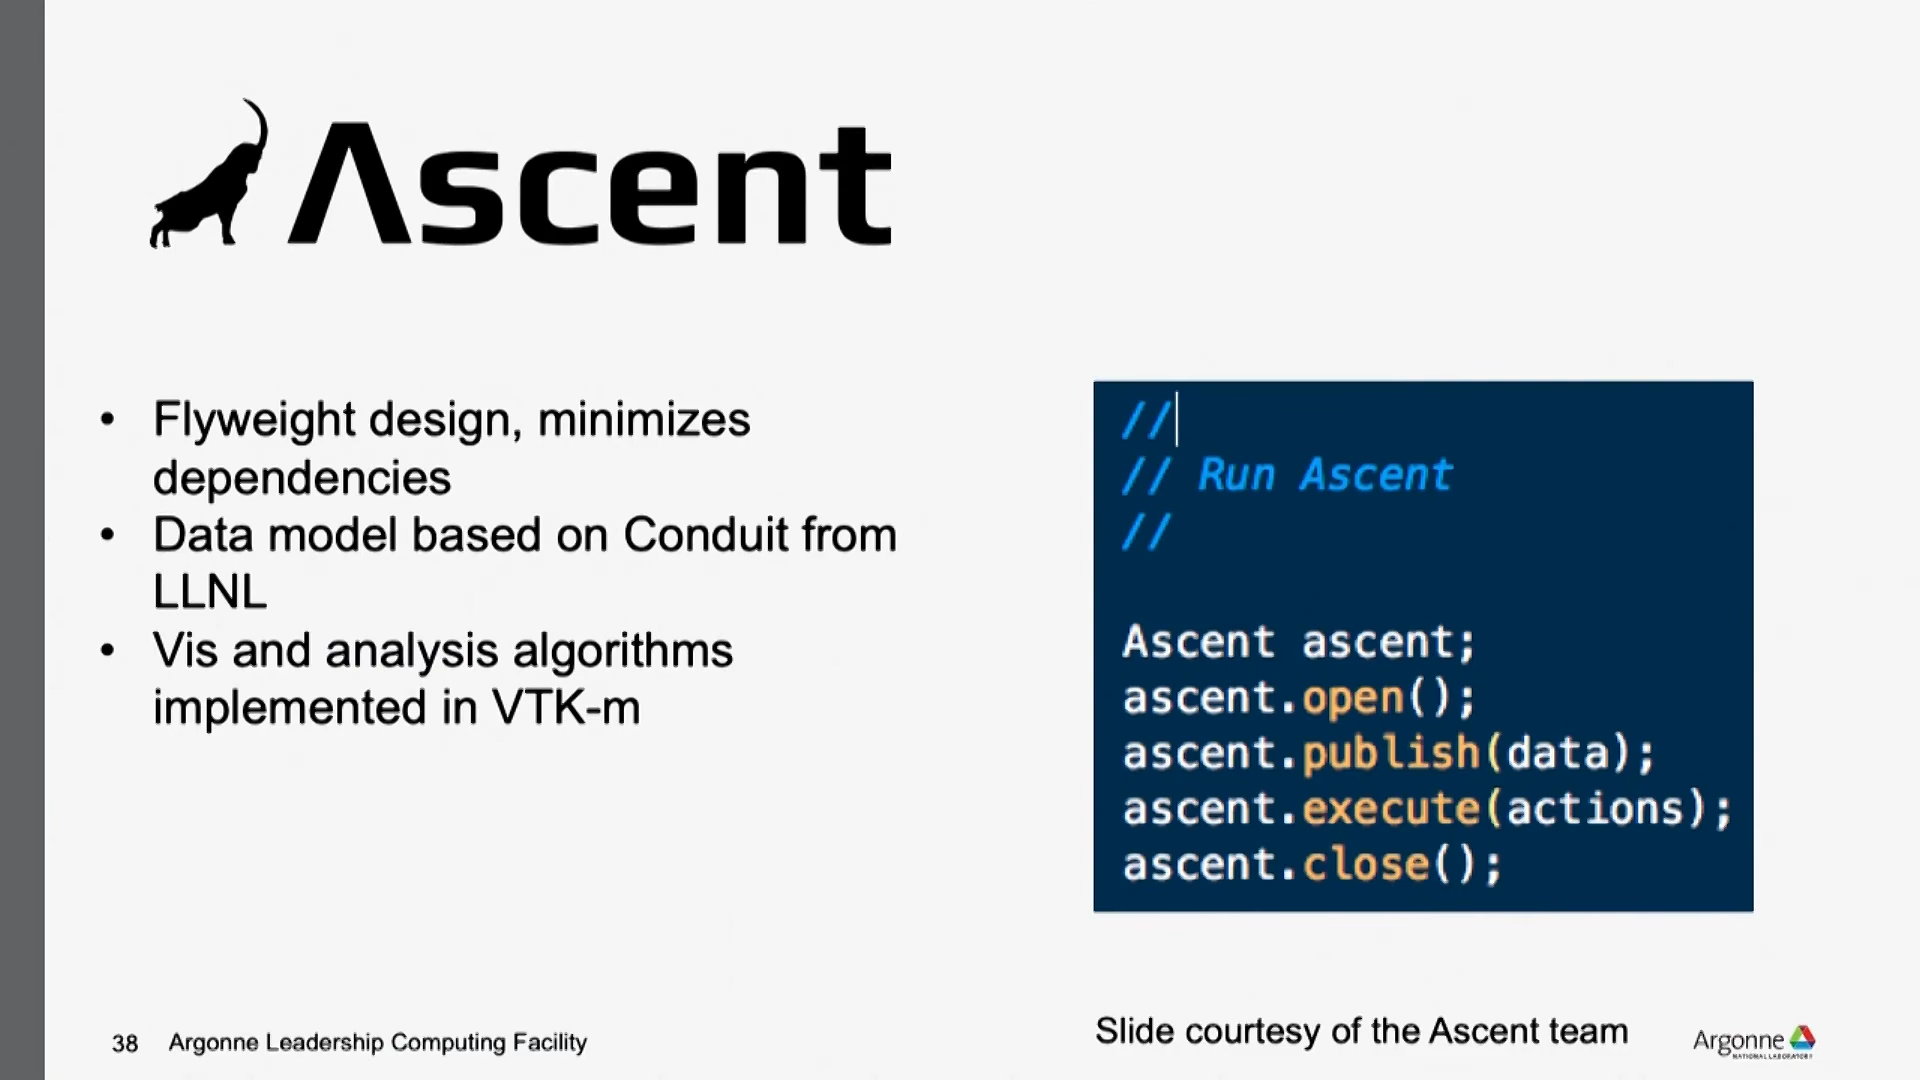 Ascent
• Flyweight design, minimizes
dependencies
• Data model based on Conduit from
LLNL
• Vis and analysis algorithms
implemented in VTK-m
//
// Run Ascent
//
Ascent ascent;
ascent.open();
ascent.publish(data);
ascent.execute(actions);
ascent.close();
Slide courtesy of the Ascent team
38 Argonne Leadership Computing Facility
Argonne
NATIONAL LABORATORY